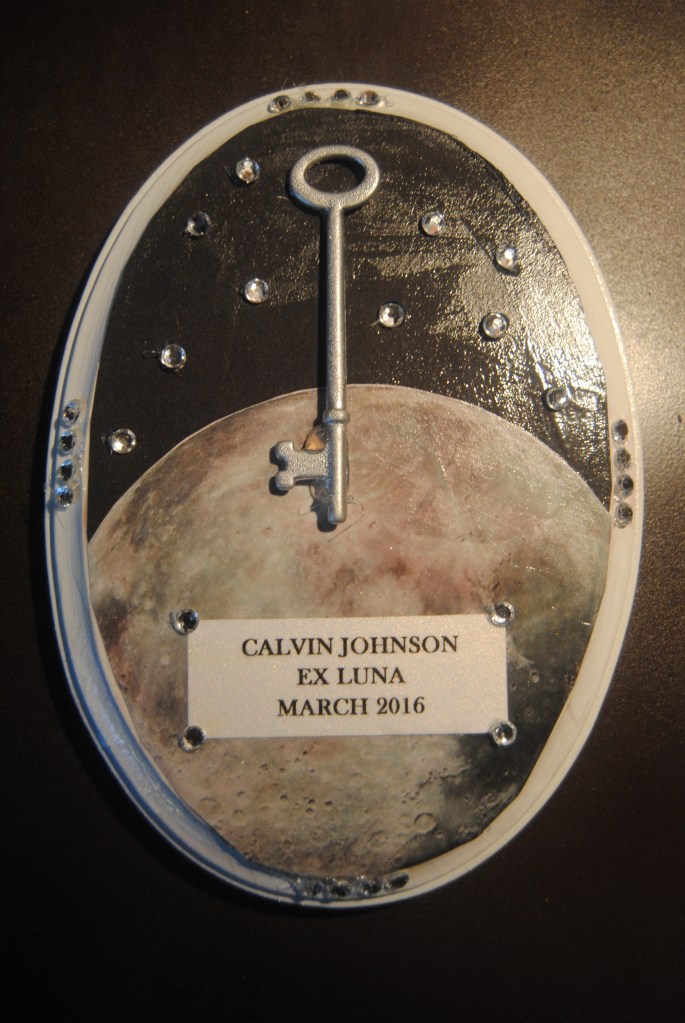 CALVIN JOHNSON
EX LUNA
MARCH 2016